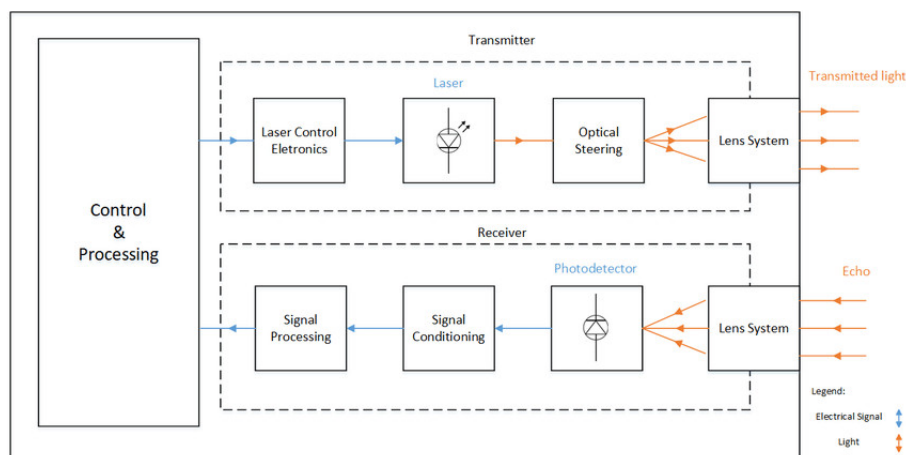 Transmitter
Transmitted light
Laser
Laser Control
Eletronics
Optical
Steering
Lens System
Control
&
Processing
Receiver
Photodetector
Echo
Signal
Processing
Signal
Conditioning
Lens System
Legend:
Electrical Signal
Light